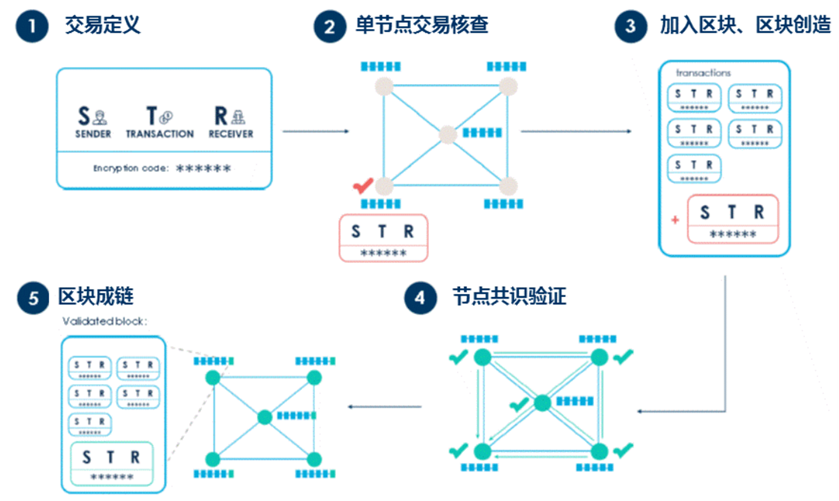 1 交易定义
2 单节点交易核查
3 加入区块、区块创造
S T R
SENDER TRANSACTION RECEIVER
Encryption code: ******
S T R
******
transactions
S T R S T R
****** ******
S T R S T R
****** ******
S T R
******
+ S T R
******
5 区块成链
4 节点共识验证
Validated block:
S T R S T R
****** ******
S T R S T R
****** ******
S T R
******
S T R
******